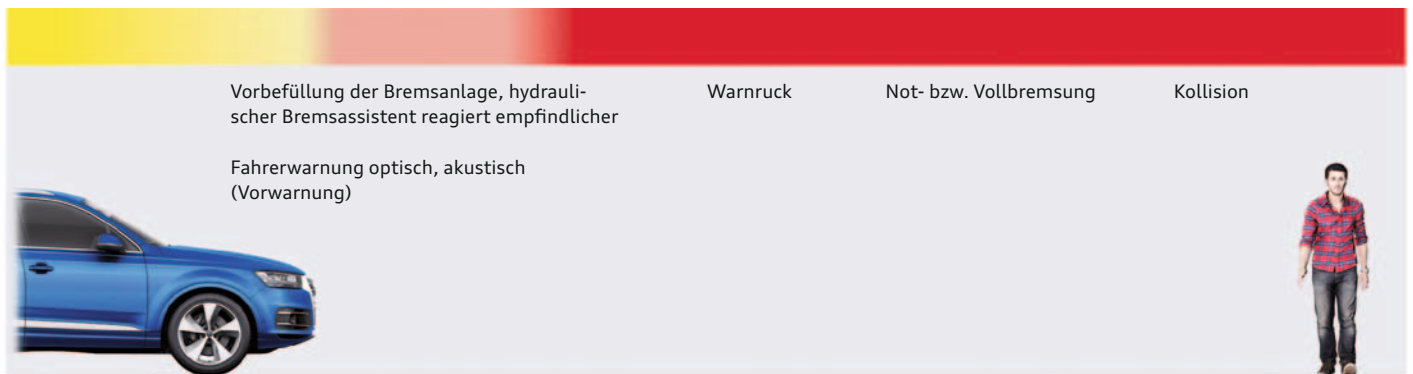 Vorbefüllung der Bremsanlage, hydrauli-
scher Bremsassistent reagiert empfindlicher
Fahrerwarnung optisch, akustisch
(Vorwarnung)
Warnruck
Not- bzw. Vollbremsung
Kollision